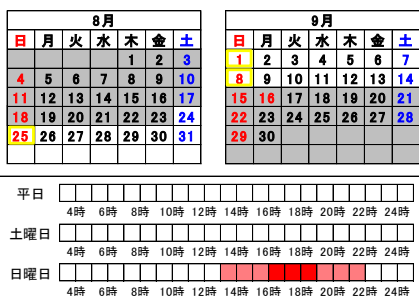 8月
日 月 火 水 木 金 土
1 2 3
4 5 6 7 8 9 10
11 12 13 14 15 16 17
18 19 20 21 22 23 24
25 26 27 28 29 30 31
9月
日 月 火 水 木 金 土
1 2 3 4 5 6 7
8 9 10 11 12 13 14
15 16 17 18 19 20 21
22 23 24 25 26 27 28
29 30
平日
4時 6時 8時 10時 12時 14時 16時 18時 20時 22時 24時
土曜日
4時 6時 8時 10時 12時 14時 16時 18時 20時 22時 24時
日曜日
4時 6時 8時 10時 12時 14時 16時 18時 20時 22時 24時